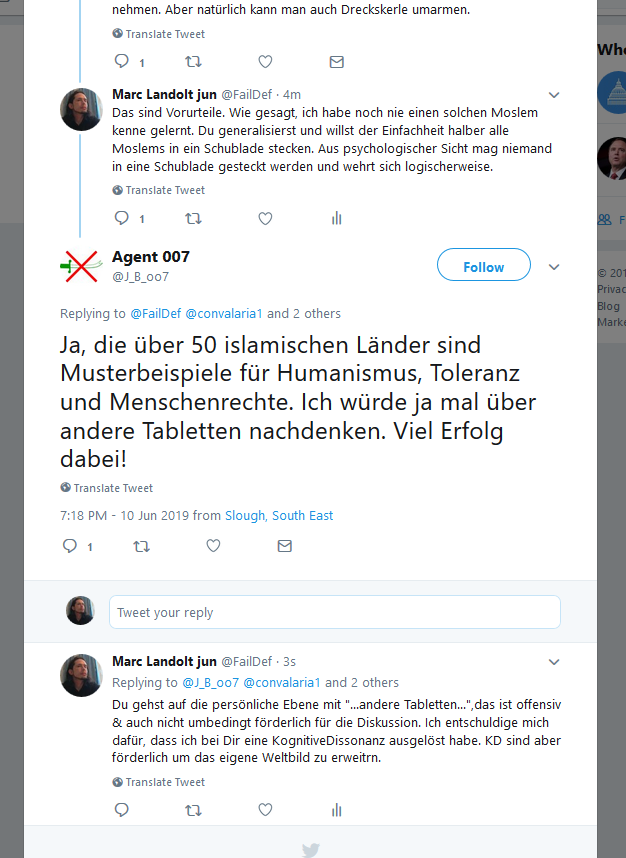 nehmen. Aber natürlich kann man auch Dreckskerle umarmen.
Translate Tweet
1
Marc Landolt jun @FailDef · 4m
Das sind Vorurteile. Wie gesagt, ich habe noch nie einen solchen Moslem
kenne gelernt. Du generalisierst und willst der Einfachheit halber alle
Moslems in ein Schublade stecken. Aus psychologischer Sicht mag niemand
in eine Schublade gesteckt werden und wehrt sich logischerweise.
Translate Tweet
1
Agent 007
@J_B_oo7
Follow
Replying to @FailDef @convalaria1 and 2 others
Ja, die über 50 islamischen Länder sind
Musterbeispiele für Humanismus, Toleranz
und Menschenrechte. Ich würde ja mal über
andere Tabletten nachdenken. Viel Erfolg
dabei!
Translate Tweet
7:18 PM - 10 Jun 2019 from Slough, South East
1
Tweet your reply
Marc Landolt jun @FailDef · 3s
Replying to @J_B_oo7 @convalaria1 and 2 others
Du gehst auf die persönliche Ebene mit "...andere Tabletten...",das ist offensiv
& auch nicht umbedingt förderlich für die Diskussion. Ich entschuldige mich
dafür, dass ich bei Dir eine KognitiveDissonanz ausgelöst habe. KD sind aber
förderlich um das eigene Weltbild zu erweitrn.
Translate Tweet
Who
F
© 201
Privac
Blog
Marke